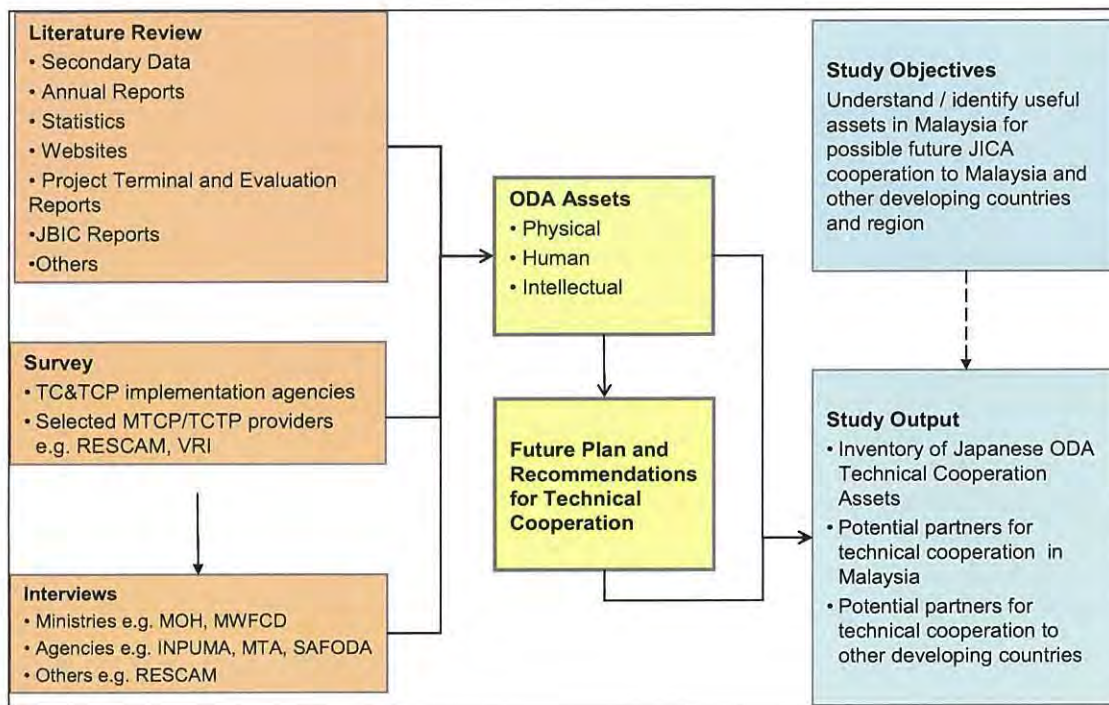 Literature Review
• Secondary Data
• Annual Reports
• Statistics
• Websites
• Project Terminal and Evaluation
Reports
•JBIC Reports
•Others
Survey
• TC&TCP implementation agencies
• Selected MTCP/TCTP providers
e.g. RESCAM, VRI
Interviews
• Ministries e.g. MOH, MWFCD
• Agencies e.g. INPUMA, MTA, SAFODA
• Others e.g. RESCAM
ODA Assets
• Physical
• Human
• Intellectual
Future Plan and
Recommendations
for Technical
Cooperation
Study Objectives
Understand / identify useful
assets in Malaysia for
possible future JICA
cooperation to Malaysia and
other developing countries
and region
Study Output
• Inventory of Japanese ODA
Technical Cooperation
Assets
• Potential partners for
technical cooperation in
Malaysia
• Potential partners for
technical cooperation to
other developing countries